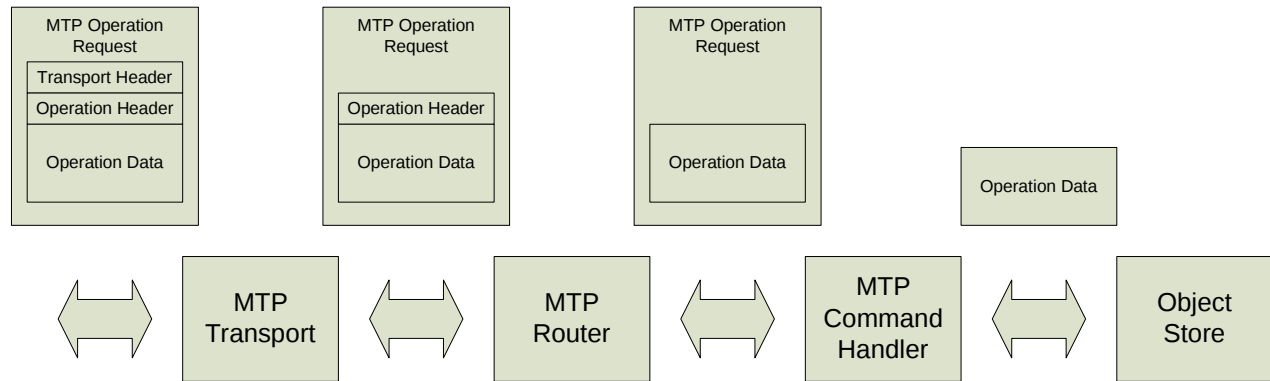 MTP Operation
Request
Transport Header
Operation Header
Operation Data
MTP Operation
Request
Operation Header
Operation Data
MTP Operation
Request
Operation Data
Operation Data
MTP
Transport
MTP
Router
MTP
Command
Handler
Object
Store